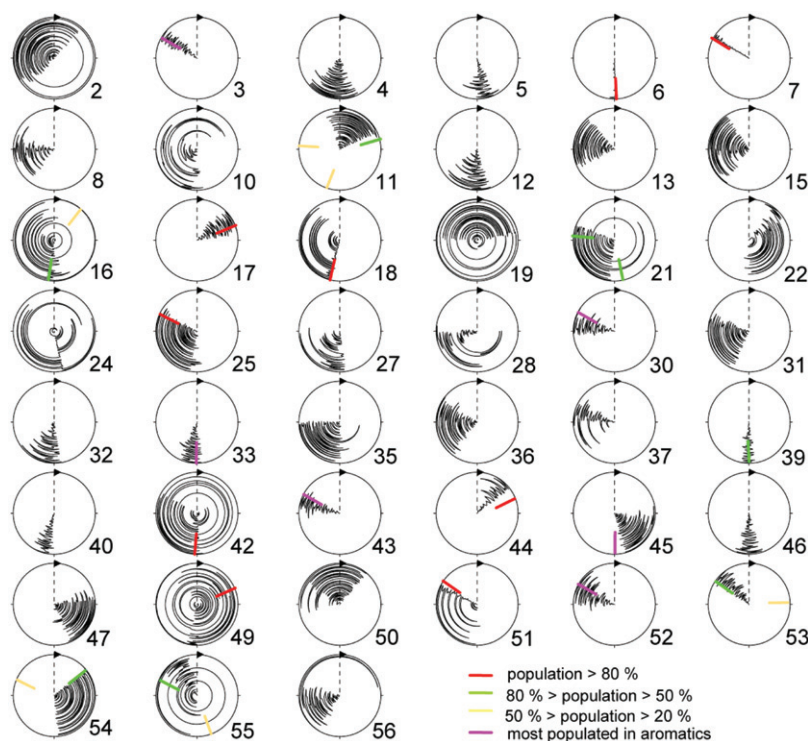 2 3 4 5 6 7
8 10 11 12 13 15
16 17 18 19 21 22
24 25 27 28 30 31
32 33 35 36 37 39
40 42 43 44 45 46
47 49 50 51 52 53
54 55 56
population > 80 %
80 % > population > 50 %
50 % > population > 20 %
most populated in aromatics